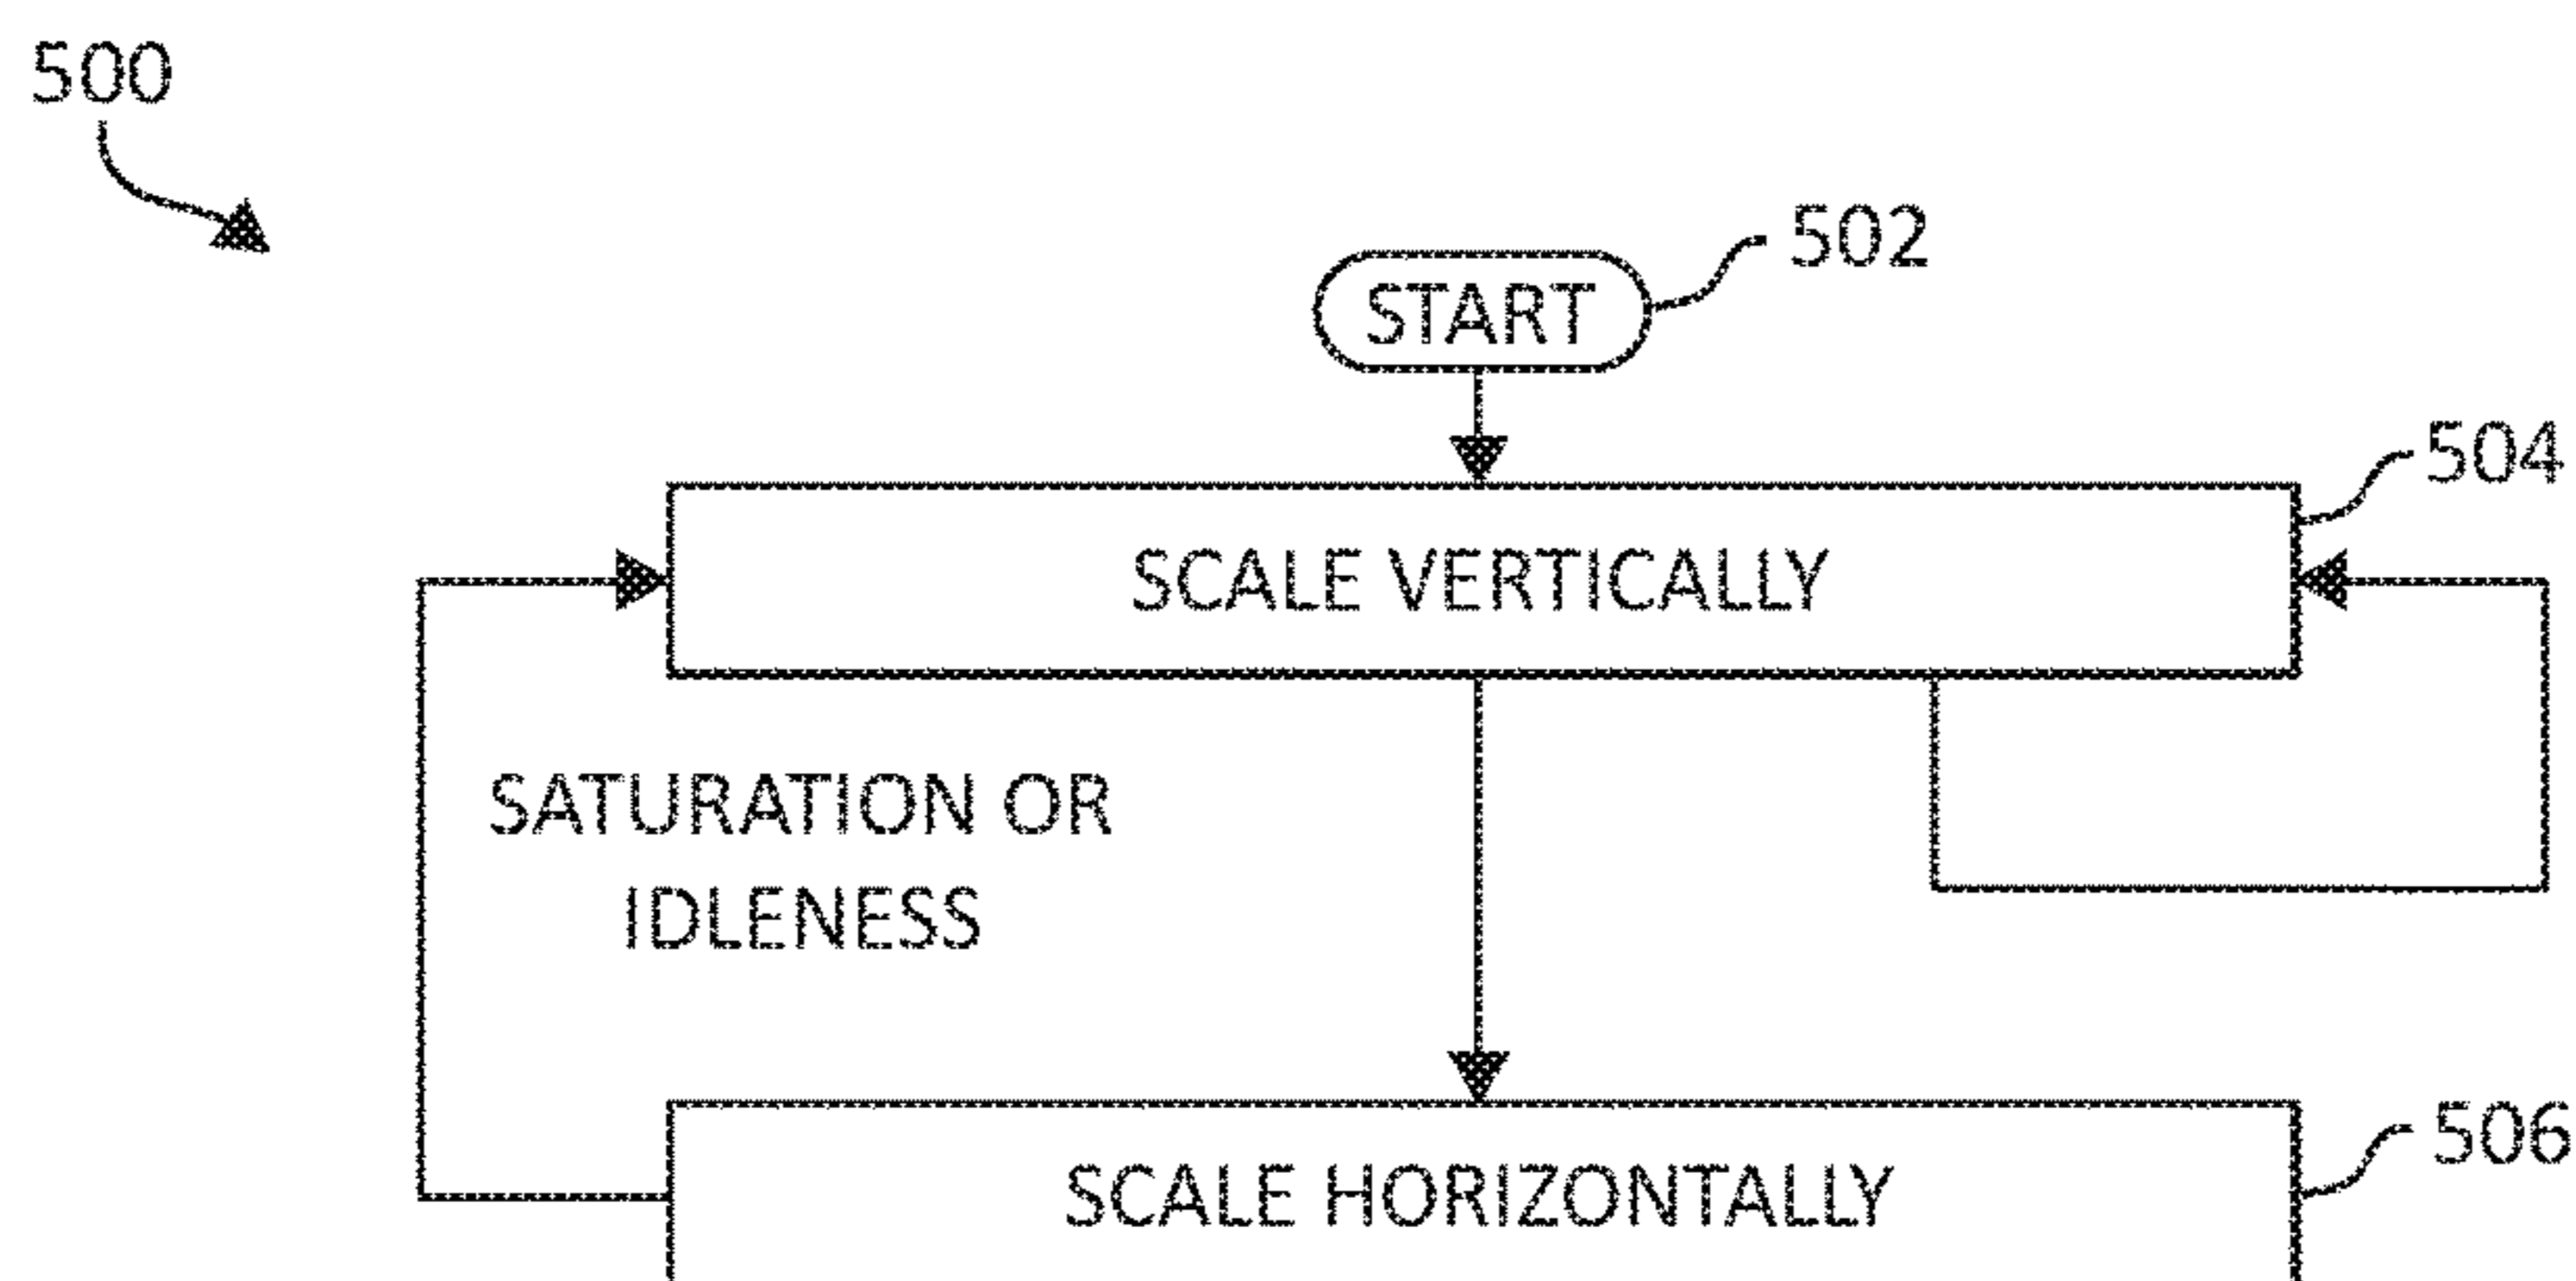 500
502
START
504
SCALE VERTICALLY
SATURATION OR
IDLENESS
506
SCALE HORIZONTALLY